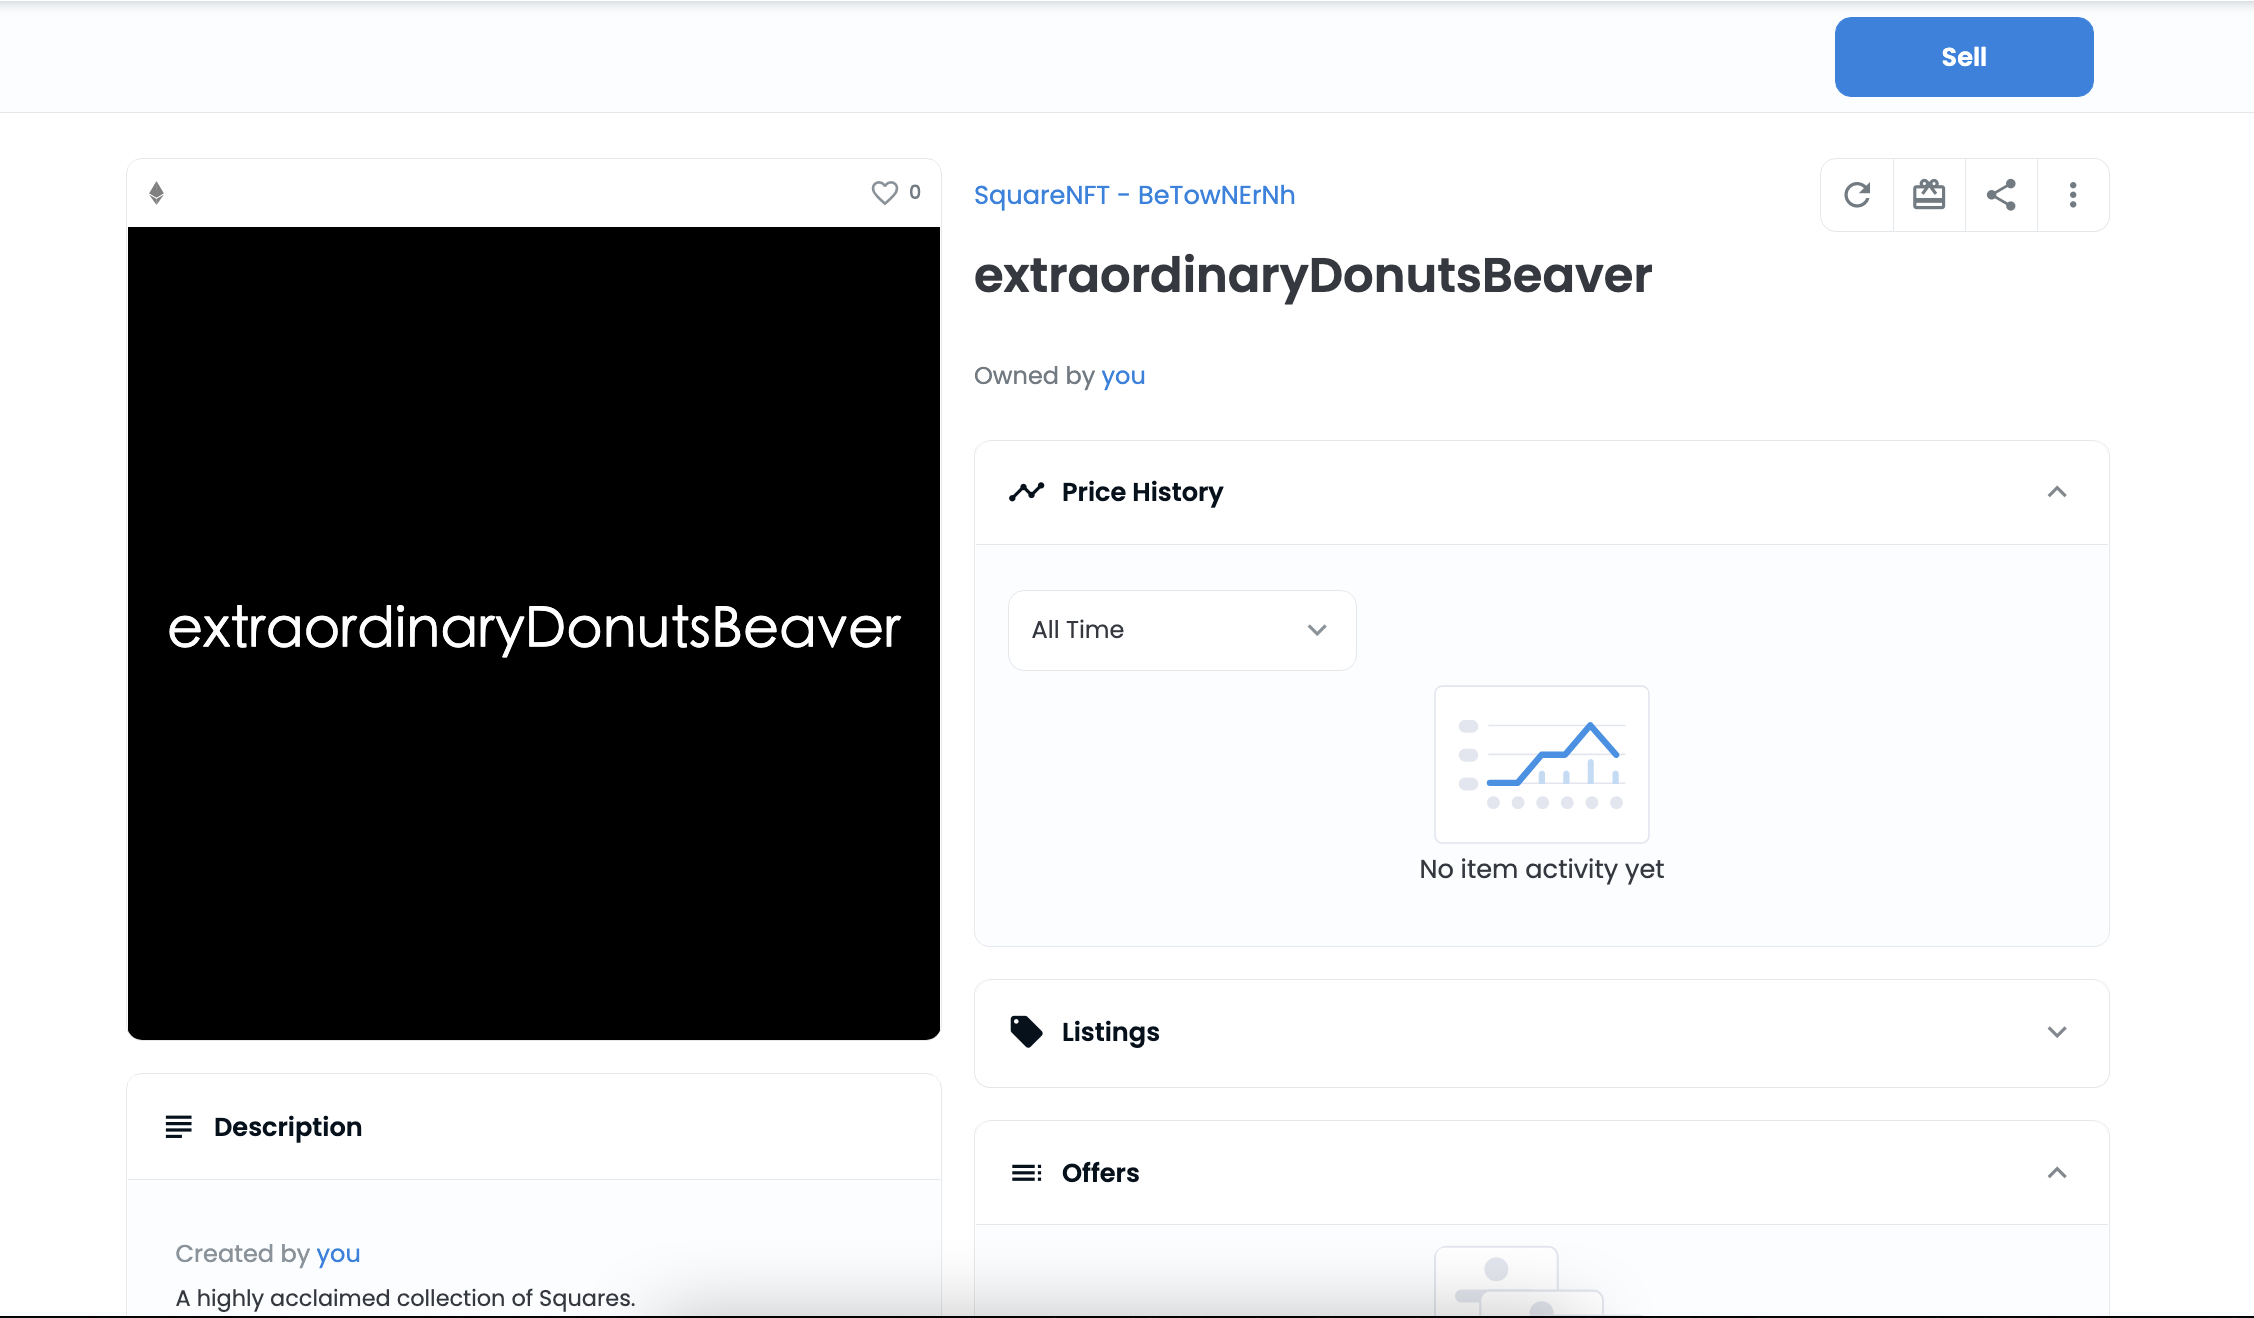 Sell
0
extraordinaryDonutsBeaver
Description
Created by you
A highly acclaimed collection of Squares.
SquareNFT - BeTowNErNh
extraordinaryDonutsBeaver
Owned by you
Price History
All Time
No item activity yet
Listings
Offers